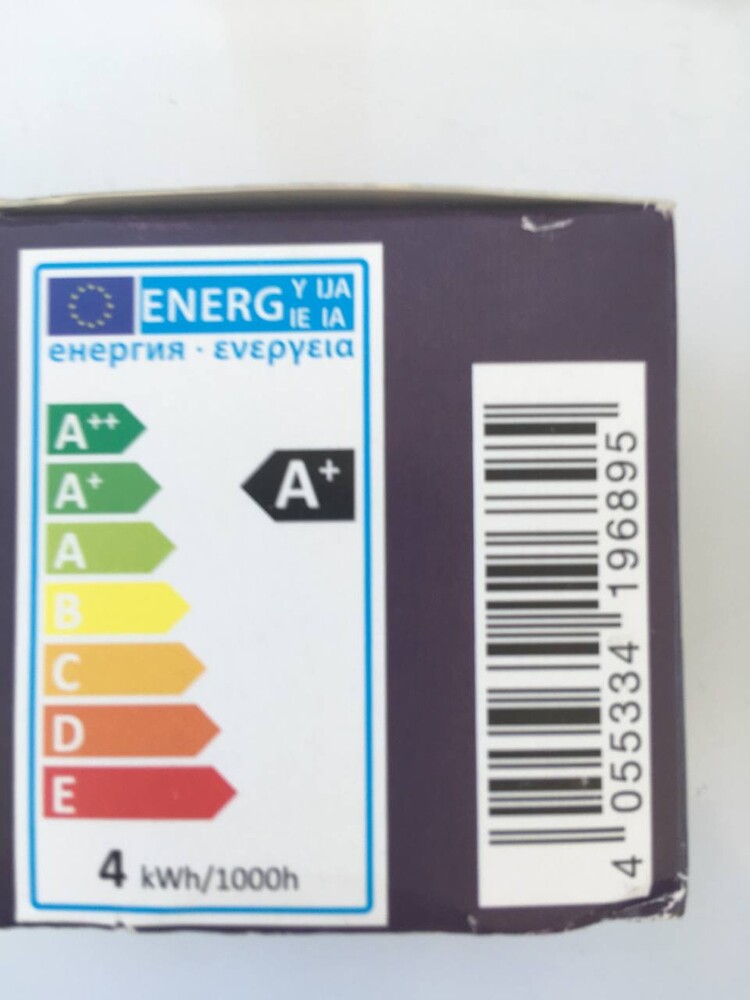 ENERG Y IJA
IE IA
енергия · ενεργεια
A++
A+
A+
A
B
C
D
E
4 kWh/1000h
4 055334 196895